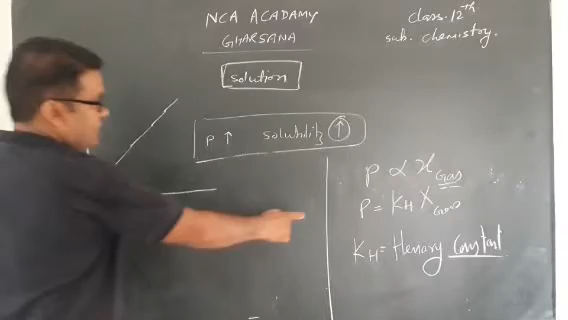 NCA ACADAMY
GHARSANA
class. 12th
sub. chemistry.
solution
P ↑ solubility ↑
P ∝ x Gas
P = KH X Gas
KH = Henary Constant